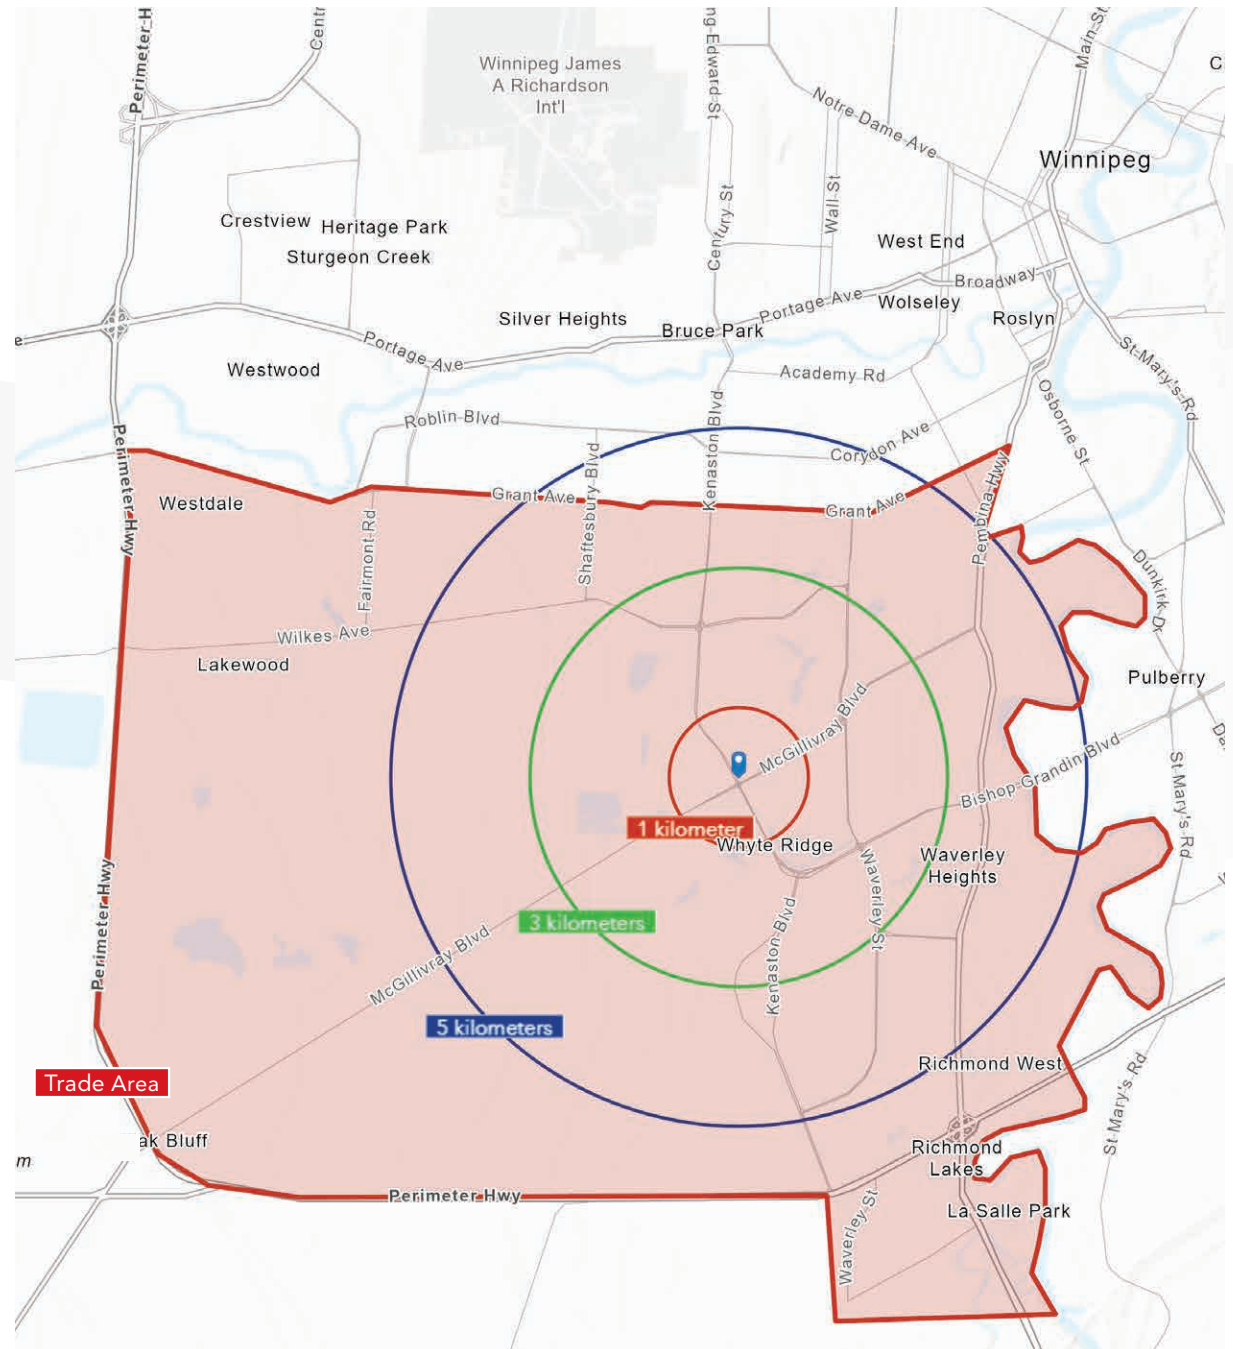 Perimeter-H
Centr
ng-Edward-St
Main-St
Winnipeg James
A Richardson
Int'l
C
Notre-Dame-Ave
Winnipeg
Wall-St
Century-St
Crestview
Heritage Park
Sturgeon Creek
West End
Broadway
Portage-Ave
Wolseley
Roslyn
Silver Heights
Bruce Park
e
Portage-Ave
Westwood
Academy-Rd
St-Mary's-Rd
Osborne-St
Roblin-Blvd
Kenaston-Blvd
Corydon-Ave
Perimeter-Hwy
Shaftesbury-Blvd
Pembina-Hwy
Westdale
Grant-Ave
Grant-Ave
Fairmont-Rd
Dunkirk-Dr
Wilkes-Ave
Lakewood
Pulberry
McGillivray-Blvd
Bishop-Grandin-Blvd
Da
St-Mary's-Rd
1 kilometer
Whyte Ridge
Waverley
Heights
Waverley-St
Perimeter-Hwy
3 kilometers
Kenaston-Blvd
McGillivray-Blvd
5 kilometers
Richmond West
Trade Area
St-Mary's-Rd
ak Bluff
Richmond
Lakes
m
Perimeter Hwy
Waverley-St
La Salle Park